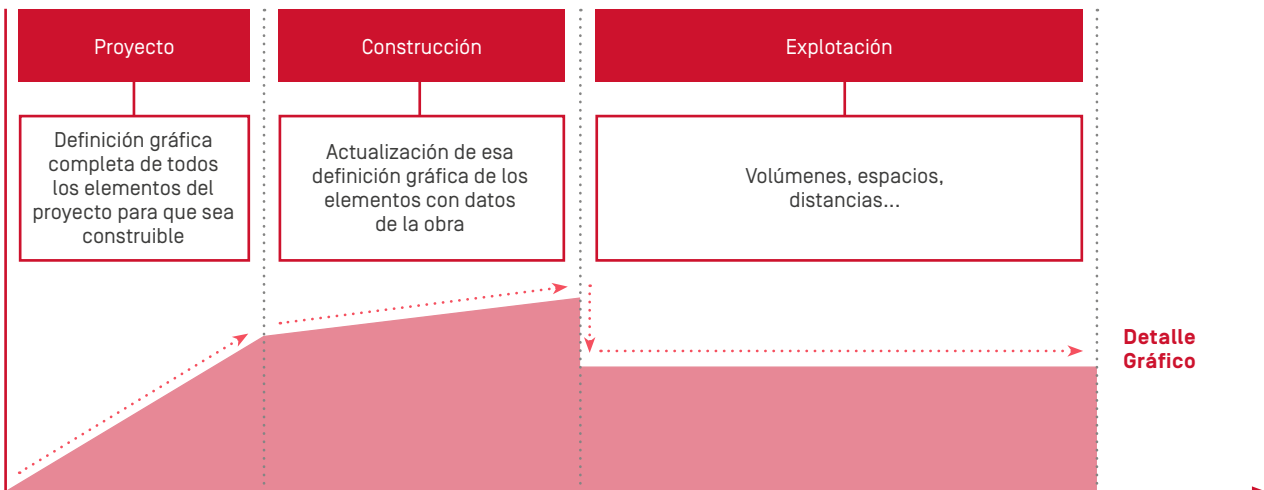 Proyecto
Construcción
Explotación
Definición gráfica
completa de todos
los elementos del
proyecto para que sea
construible
Actualización de esa
definición gráfica de los
elementos con datos
de la obra
Volúmenes, espacios,
distancias...
Detalle
Gráfico